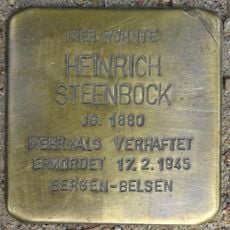 HIER WOHNTE
HEINRICH
STEENBOCK
JG. 1880
MEHRMALS VERHAFTET
ERMORDET 17.2.1945
BERGEN-BELSEN